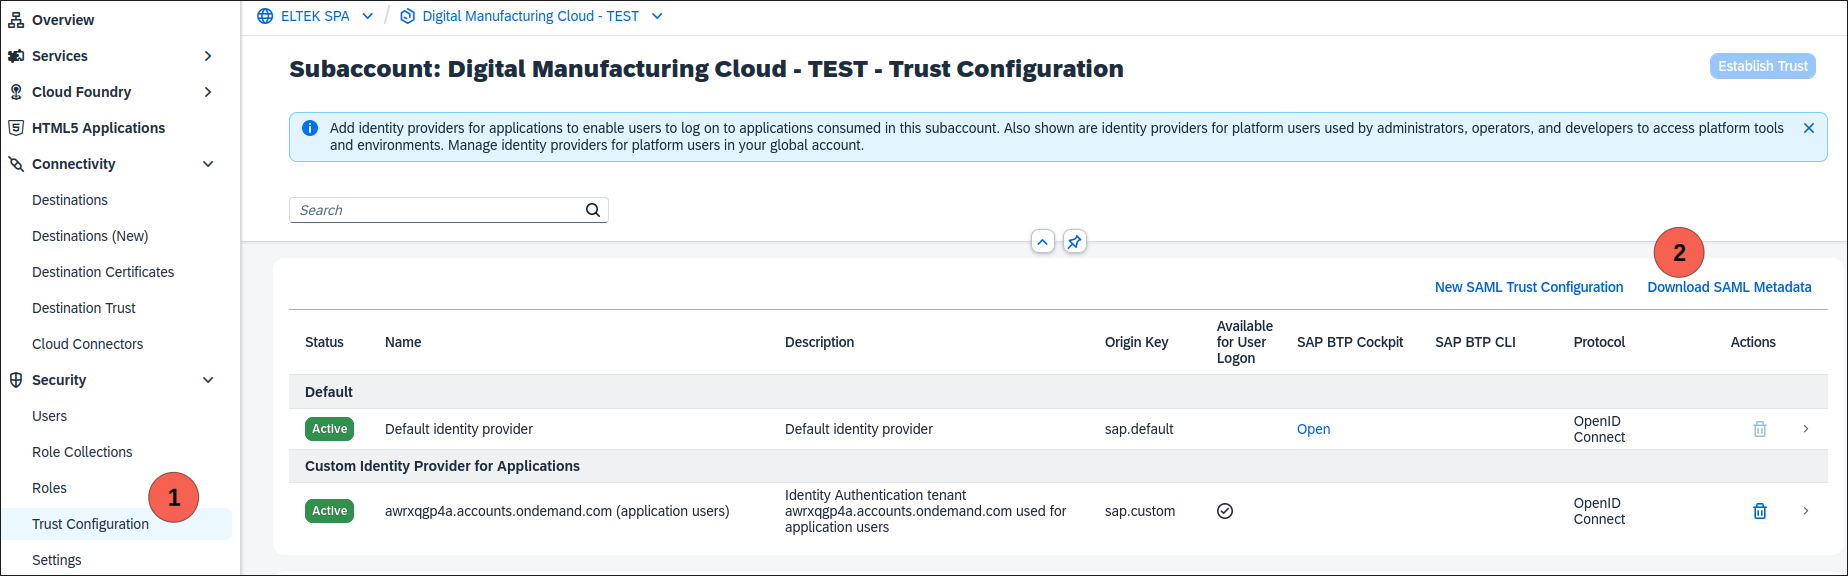 Overview
Services
Cloud Foundry
HTML5 Applications
Connectivity
Destinations
Destinations (New)
Destination Certificates
Destination Trust
Cloud Connectors
Security
Users
Role Collections
Roles
1
Trust Configuration
Settings
ELTEK SPA / Digital Manufacturing Cloud - TEST
Subaccount: Digital Manufacturing Cloud - TEST - Trust Configuration
Establish Trust
Add identity providers for applications to enable users to log on to applications consumed in this subaccount. Also shown are identity providers for platform users used by administrators, operators, and developers to access platform tools
and environments. Manage identity providers for platform users in your global account.
Search
2
New SAML Trust Configuration Download SAML Metadata
Status Name Description Origin Key Available for User Logon SAP BTP Cockpit SAP BTP CLI Protocol Actions
Default
Active Default identity provider Default identity provider sap.default Open OpenID Connect
Custom Identity Provider for Applications
Active awrxqgp4a.accounts.ondemand.com (application users) Identity Authentication tenant awrxqgp4a.accounts.ondemand.com used for application users sap.custom OpenID Connect